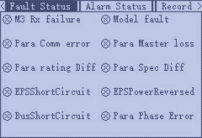 < Fault Status Alarm Status Record >
M3 Rx failure Model fault
Para Comm error Para Master loss
Para rating Diff Para Spec Diff
EPSShortCircuit EPSPowerReversed
BusShortCircuit Para Phase Error